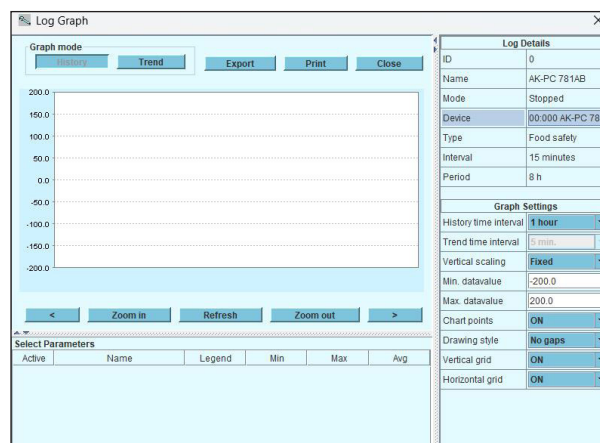 Log Graph
Graph mode
History
Trend
Export
Print
Close
200.0
150.0
100.0
50.0
0.0
-50.0
-100.0
-150.0
-200.0
<
Zoom in
Refresh
Zoom out
>
Select Parameters
Active Name Legend Min Max Avg
Log Details
ID 0
Name AK-PC 781AB
Mode Stopped
Device 00:000 AK-PC 78
Type Food safety
Interval 15 minutes
Period 8 h
Graph Settings
History time interval 1 hour
Trend time interval 5 min.
Vertical scaling Fixed
Min. datavalue -200.0
Max. datavalue 200.0
Chart points ON
Drawing style No gaps
Vertical grid ON
Horizontal grid ON